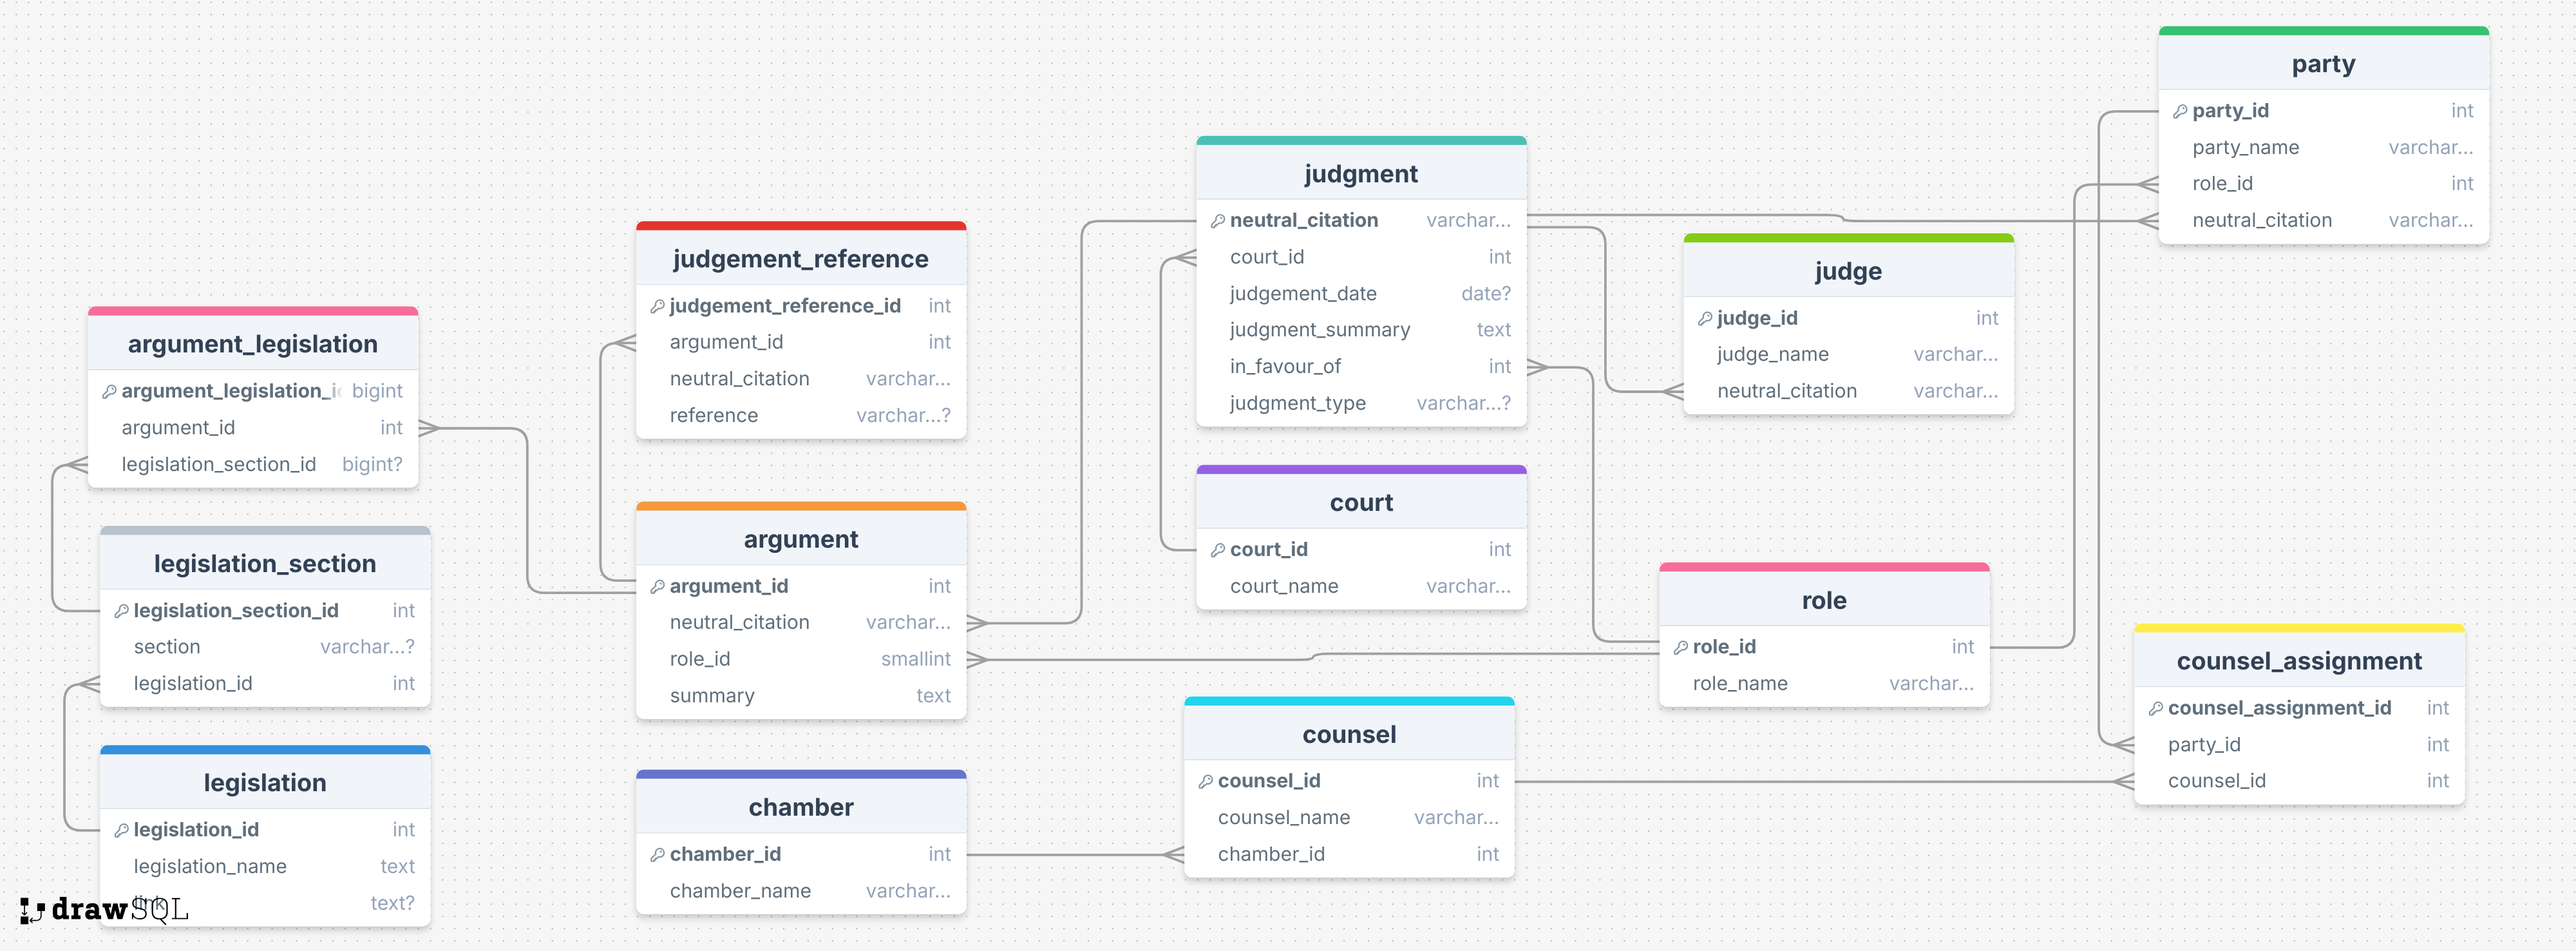 party
party_id int
party_name varchar...
role_id int
neutral_citation varchar...
judgment
neutral_citation varchar...
court_id int
judgement_date date?
judgment_summary text
in_favour_of int
judgment_type varchar...?
judgement_reference
judgement_reference_id int
argument_id int
neutral_citation varchar...
reference varchar...?
judge
judge_id int
judge_name varchar...
neutral_citation varchar...
argument_legislation
argument_legislation_i bigint
argument_id int
legislation_section_id bigint?
court
court_id int
court_name varchar...
argument
argument_id int
neutral_citation varchar...
role_id smallint
summary text
legislation_section
legislation_section_id int
section varchar...?
legislation_id int
role
role_id int
role_name varchar...
counsel_assignment
counsel_assignment_id int
party_id int
counsel_id int
counsel
counsel_id int
counsel_name varchar...
chamber_id int
legislation
legislation_id int
legislation_name text
link text?
chamber
chamber_id int
chamber_name varchar...
drawSQL